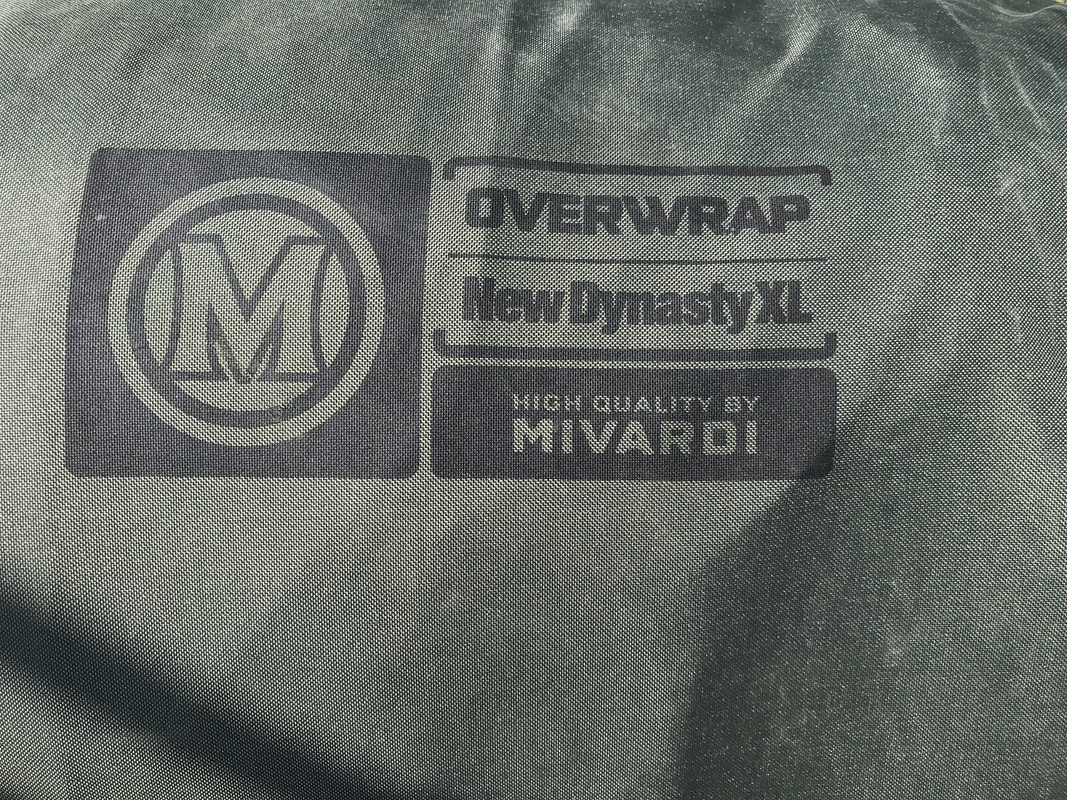 M
OVERWRAP
New Dynasty XL
HIGH QUALITY BY
MIVARDI